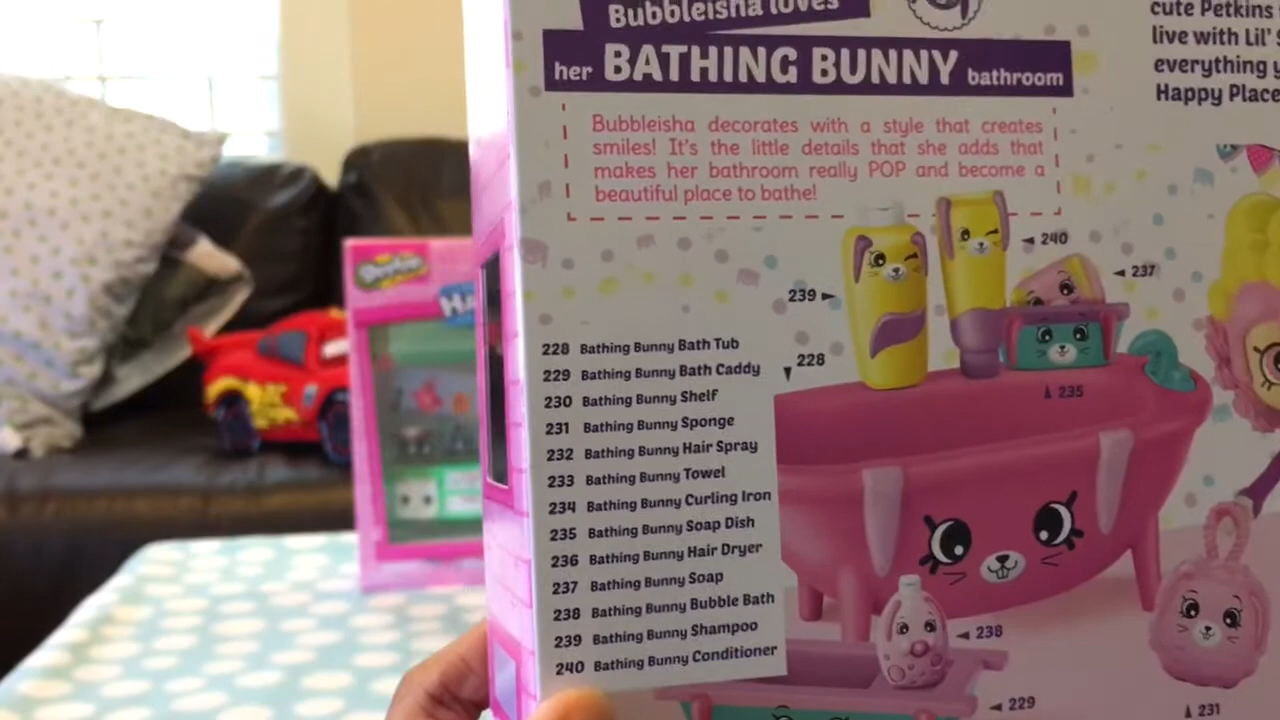 Bubbleisha loves
her BATHING BUNNY bathroom
Bubbleisha decorates with a style that creates
smiles! It's the little details that she adds that
makes her bathroom really POP and become a
beautiful place to bathe!
cute Petkins
live with Lil'
everything
Happy Place
240
237
239
228
235
228 Bathing Bunny Bath Tub
229 Bathing Bunny Bath Caddy
230 Bathing Bunny Shelf
231 Bathing Bunny Sponge
232 Bathing Bunny Hair Spray
233 Bathing Bunny Towel
234 Bathing Bunny Curling Iron
235 Bathing Bunny Soap Dish
236 Bathing Bunny Hair Dryer
237 Bathing Bunny Soap
238 Bathing Bunny Bubble Bath
239 Bathing Bunny Shampoo
240 Bathing Bunny Conditioner
238
229
231